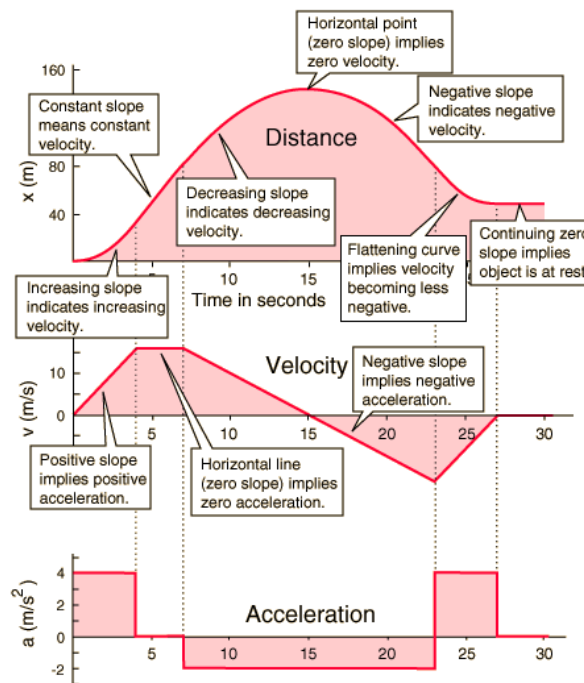 Horizontal point
(zero slope) implies
zero velocity.
160
Constant slope
means constant
velocity.
Negative slope
indicates negative
velocity.
Distance
x (m)
80
Decreasing slope
indicates decreasing
velocity.
40
Flattening curve
implies velocity
becoming less
negative.
Continuing zero
slope implies
object is at rest
5 10 15 20
Time in seconds
Increasing slope
indicates increasing
velocity.
Velocity
Negative slope
implies negative
acceleration.
v (m/s)
10
0
5 10 15 20 25 30
Positive slope
implies positive
acceleration.
Horizontal line
(zero slope) implies
zero acceleration.
Acceleration
a (m/s²)
4
2
0
-2
5 10 15 20 25 30